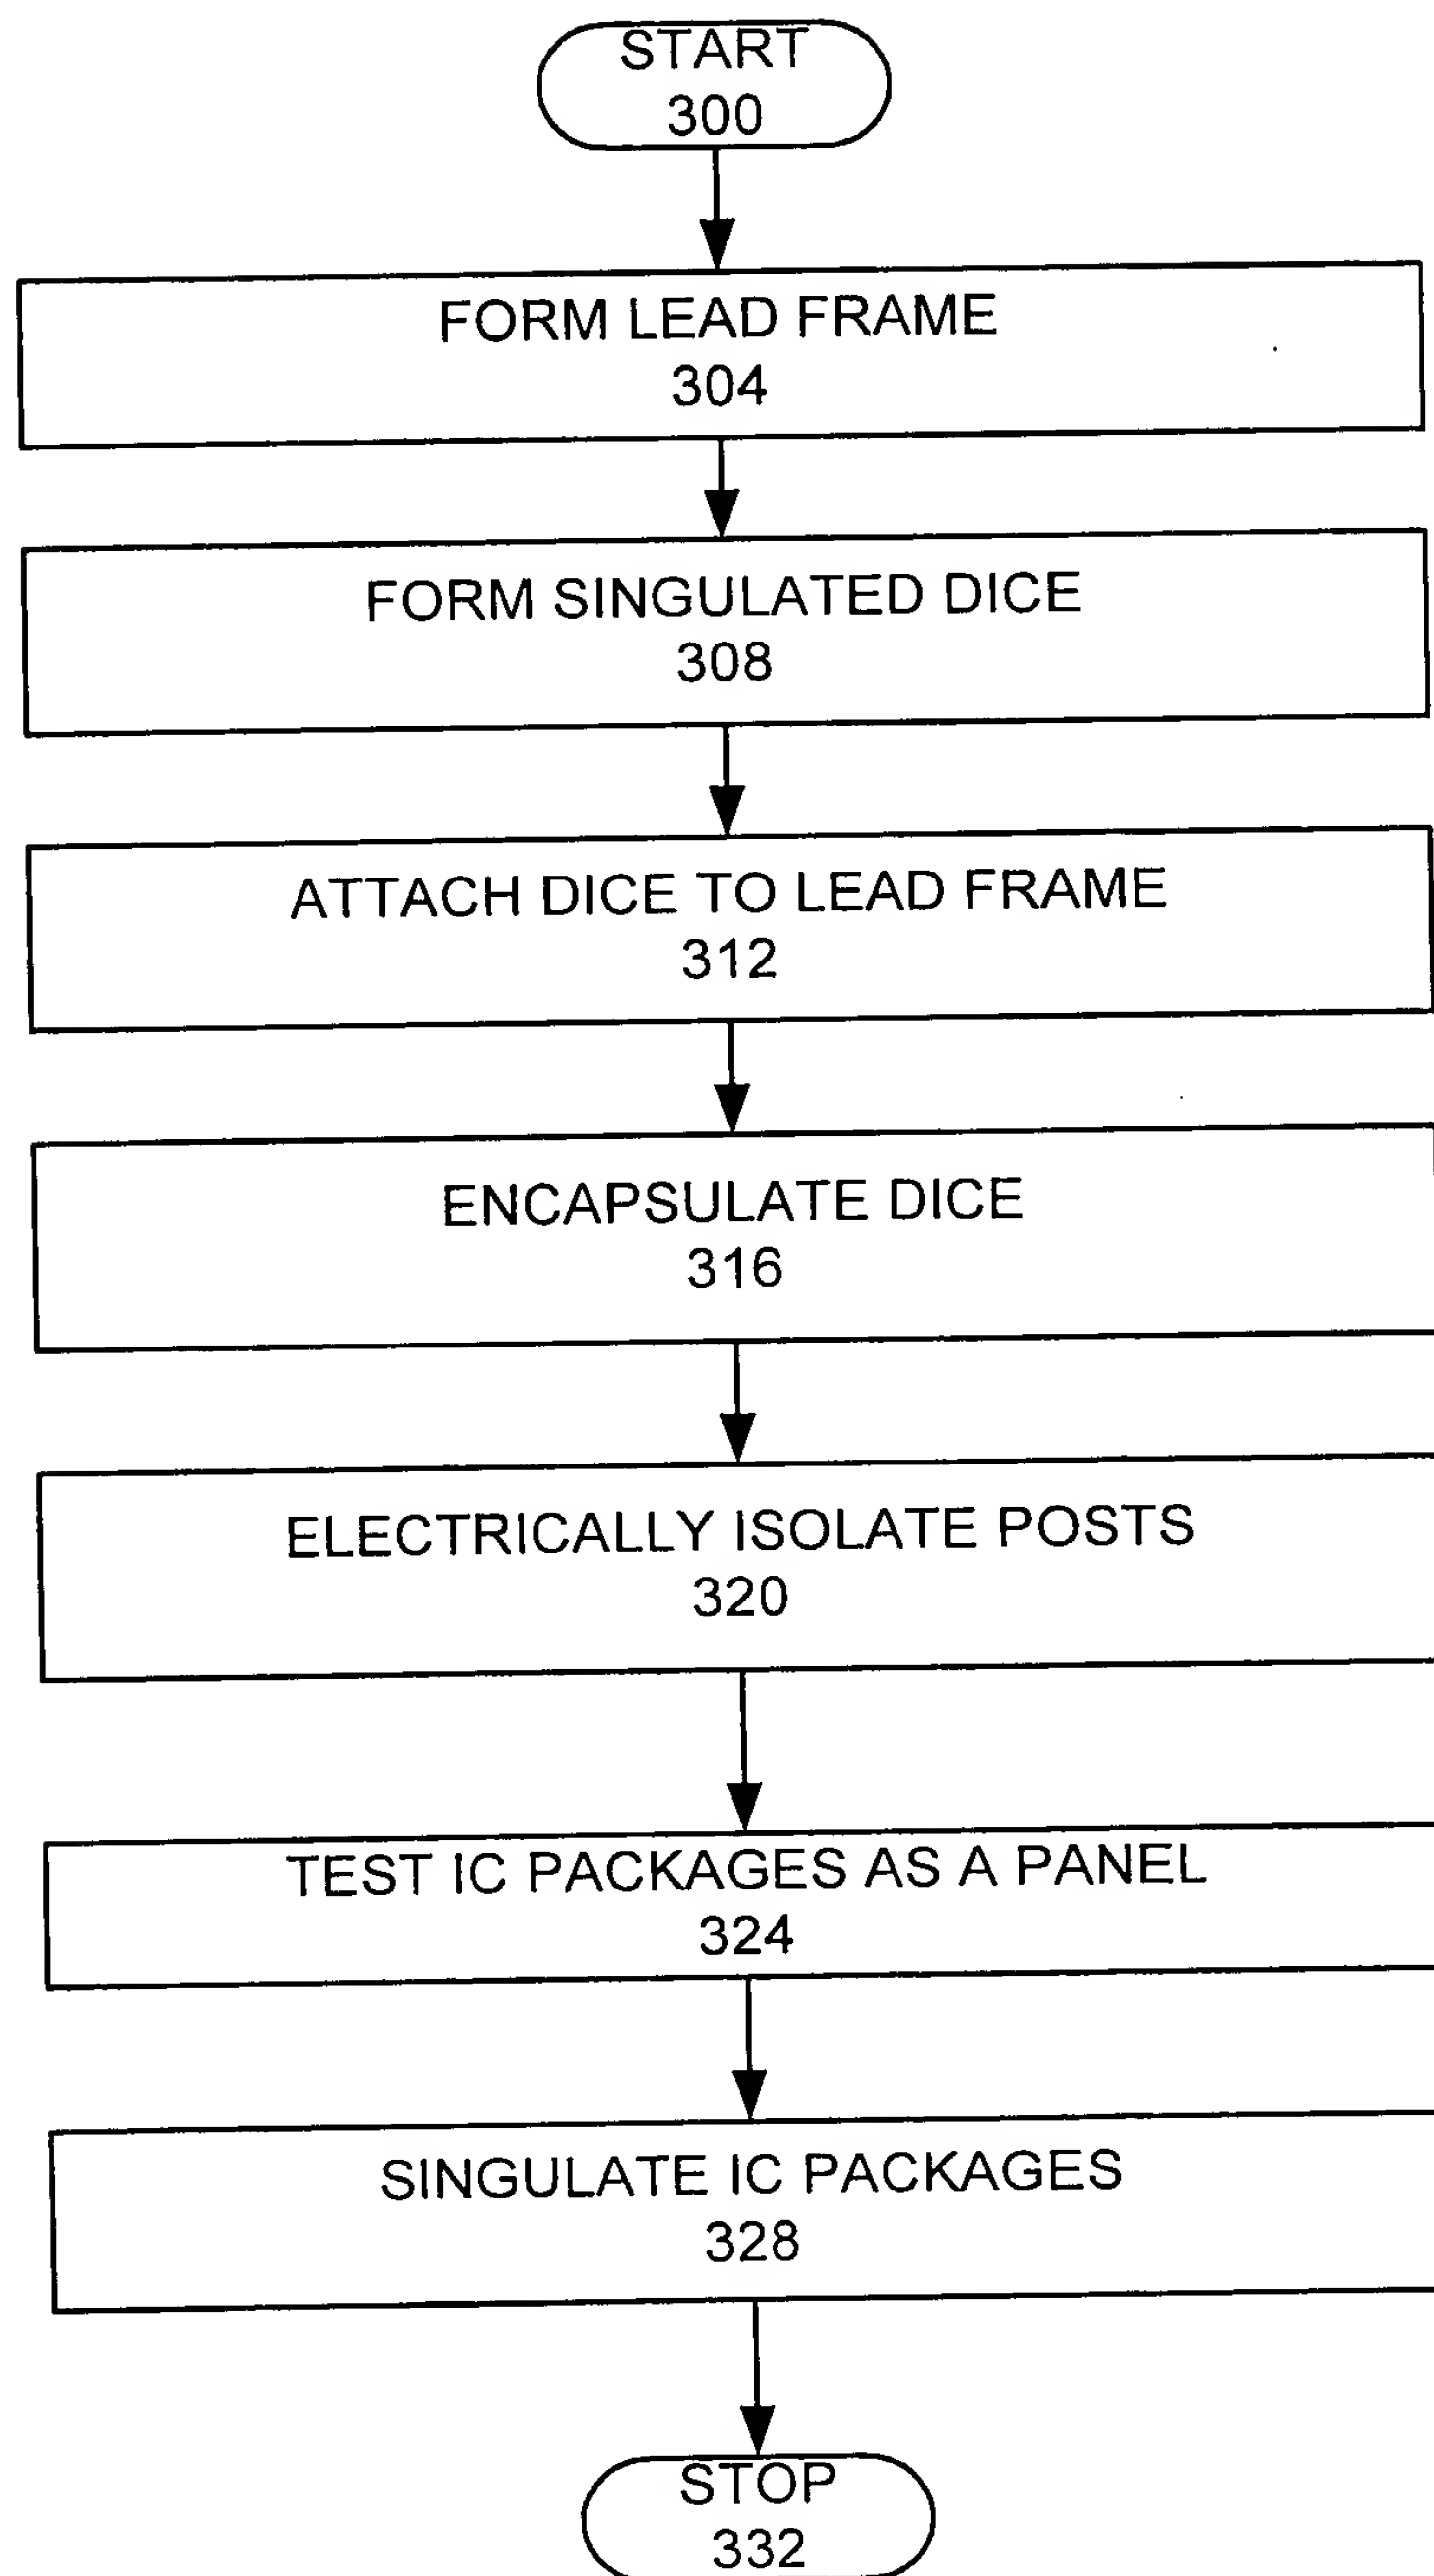 START
300
FORM LEAD FRAME
304
FORM SINGULATED DICE
308
ATTACH DICE TO LEAD FRAME
312
ENCAPSULATE DICE
316
ELECTRICALLY ISOLATE POSTS
320
TEST IC PACKAGES AS A PANEL
324
SINGULATE IC PACKAGES
328
STOP
332